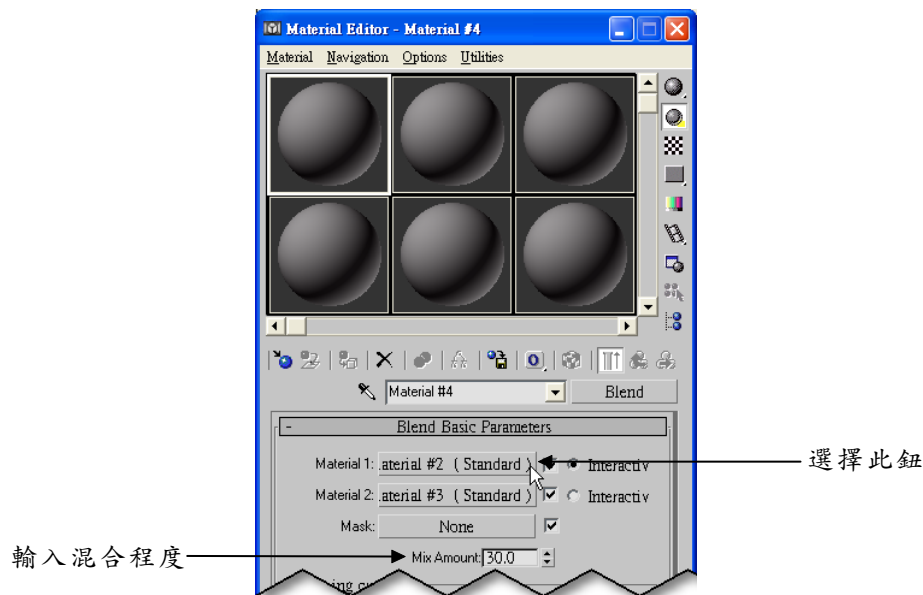 Material Editor - Material #4
Material Navigation Options Utilities
Material #4 Blend
- Blend Basic Parameters
Material 1: .aterial #2 ( Standard ) Interactiv
選擇此鈕
Material 2: .aterial #3 ( Standard ) Interactiv
Mask: None
輸入混合程度
Mix Amount: 30.0